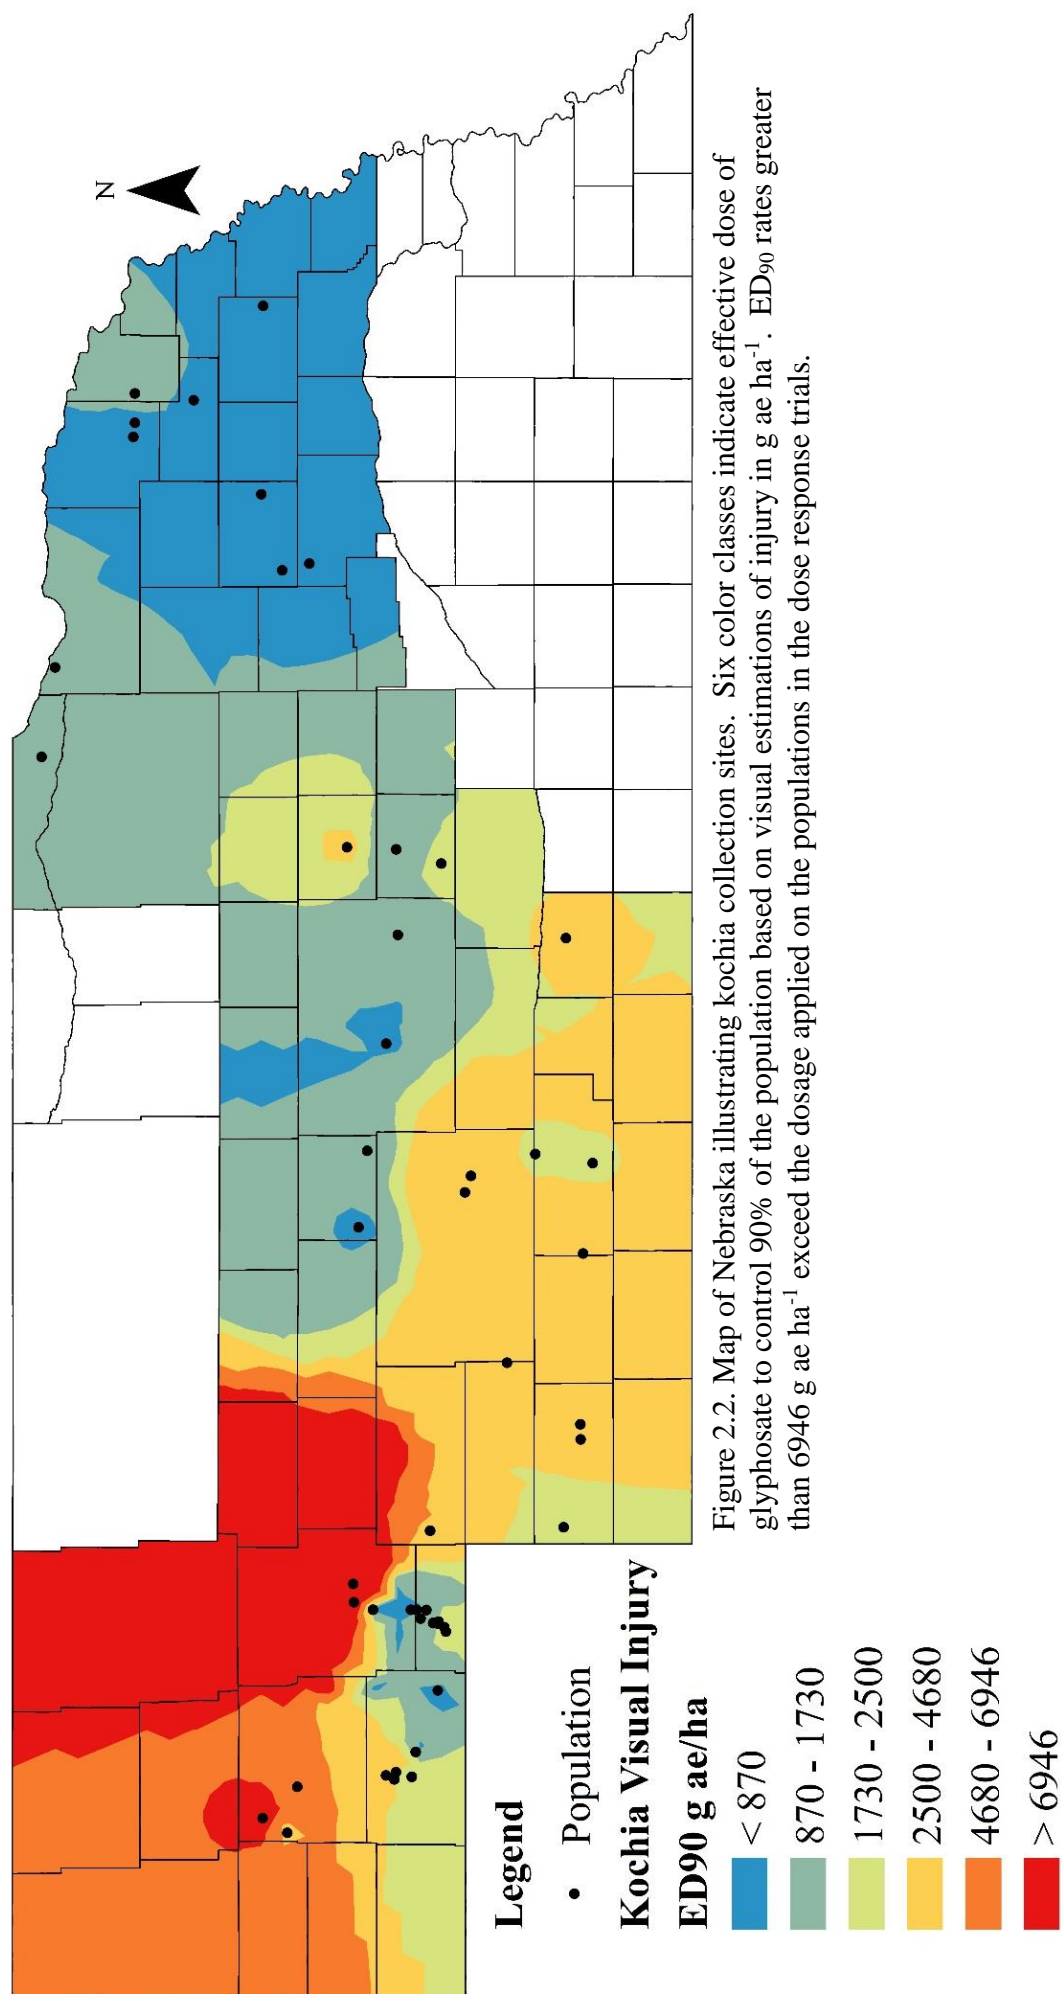 N
Legend
Population
Kochia Visual Injury
ED90 g ae/ha
< 870
870 - 1730
1730 - 2500
2500 - 4680
4680 - 6946
> 6946
Figure 2.2. Map of Nebraska illustrating kochia collection sites.  Six color classes indicate effective dose of
glyphosate to control 90% of the population based on visual estimations of injury in g ae ha⁻¹.  ED₉₀ rates greater
than 6946 g ae ha⁻¹ exceed the dosage applied on the populations in the dose response trials.